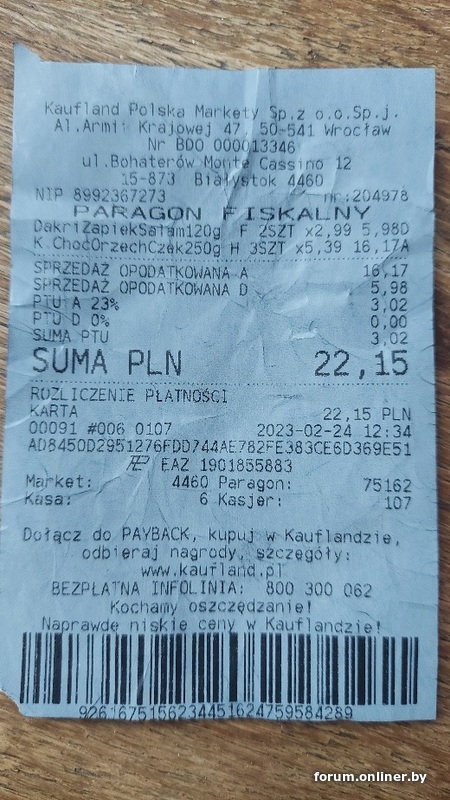 Kaufland Polska Markety Sp.z o.o.Sp.j.
Al.Armii Krajowej 47, 50-541 Wrocław
Nr BDO 000013346
ul.Bohaterów Monte Cassino 12
15-873 Białystok 4460
NIP 8992367273 nr:204978
PARAGON FISKALNY
DakriZapiekSalam120g F 2SZT x2,99 5,98D
K.ChodOrzechCzek250g H 3SZT x5,39 16,17A
SPRZEDAŻ OPODATKOWANA A 16,17
SPRZEDAŻ OPODATKOWANA D 5,98
PTU A 23% 3,02
PTU D 0% 0,00
SUMA PTU 3,02
SUMA PLN 22,15
ROZLICZENIE PŁATNOŚCI
KARTA 22,15 PLN
00091 #006 0107 2023-02-24 12:34
AD8450D2951276FDD744AE782FE383CE6D369E51
EAZ 1901855883
Market: 4460 Paragon: 75162
Kasa: 6 Kasjer: 107
Dołącz do PAYBACK, kupuj w Kauflandzie,
odbieraj nagrody, szczegóły:
www.kaufland.pl
BEZPŁATNA INFOLINIA: 800 300 062
Kochamy oszczędzanie!
Naprawdę niskie ceny w Kauflandzie!
9261675156234451624759584289
forum.onliner.by